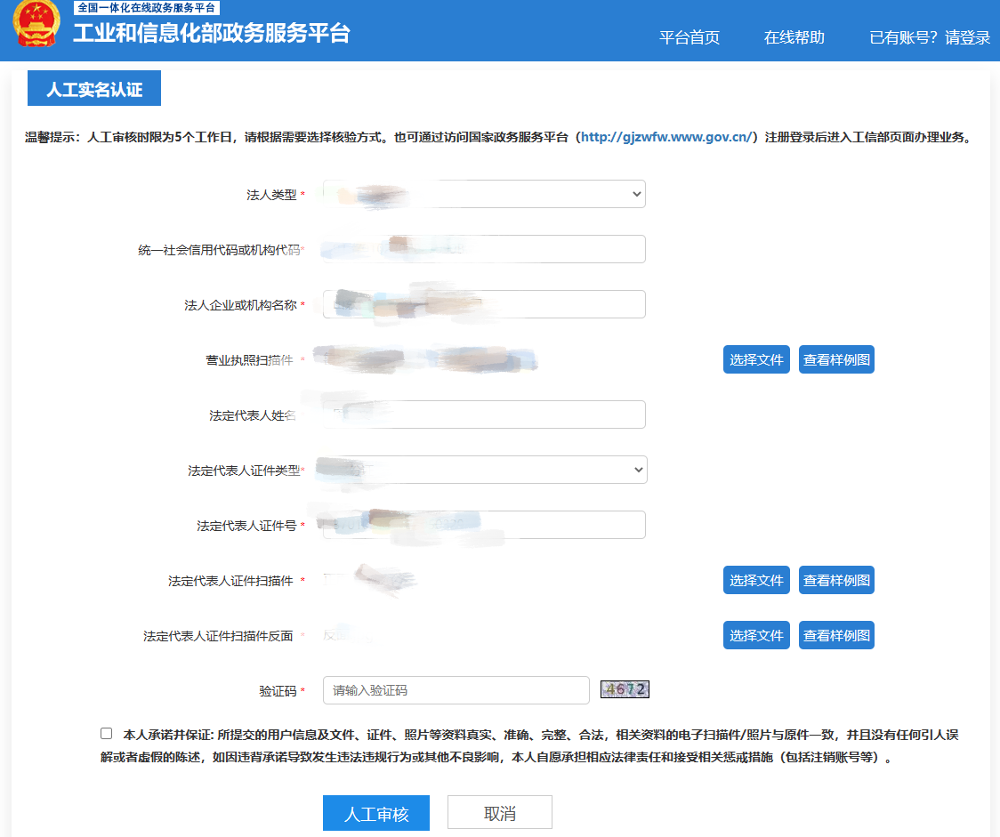 全国一体化在线政务服务平台
工业和信息化部政务服务平台
平台首页 在线帮助 已有账号？请登录
人工实名认证
温馨提示：人工审核时限为5个工作日，请根据需要选择核验方式。也可通过访问国家政务服务平台（http://gjzwfw.www.gov.cn/）注册登录后进入工信部页面办理业务。
法人类型 *
统一社会信用代码或机构代码*
法人企业或机构名称 *
营业执照扫描件 * 选择文件 查看样例图
法定代表人姓名
法定代表人证件类型*
法定代表人证件号 *
法定代表人证件扫描件 * 选择文件 查看样例图
法定代表人证件扫描件反面 * 选择文件 查看样例图
验证码 * 请输入验证码 4672
本人承诺并保证: 所提交的用户信息及文件、证件、照片等资料真实、准确、完整、合法，相关资料的电子扫描件/照片与原件一致，并且没有任何引人误
解或者虚假的陈述，如因违背承诺导致发生违法违规行为或其他不良影响，本人自愿承担相应法律责任和接受相关惩戒措施（包括注销账号等）。
人工审核 取消